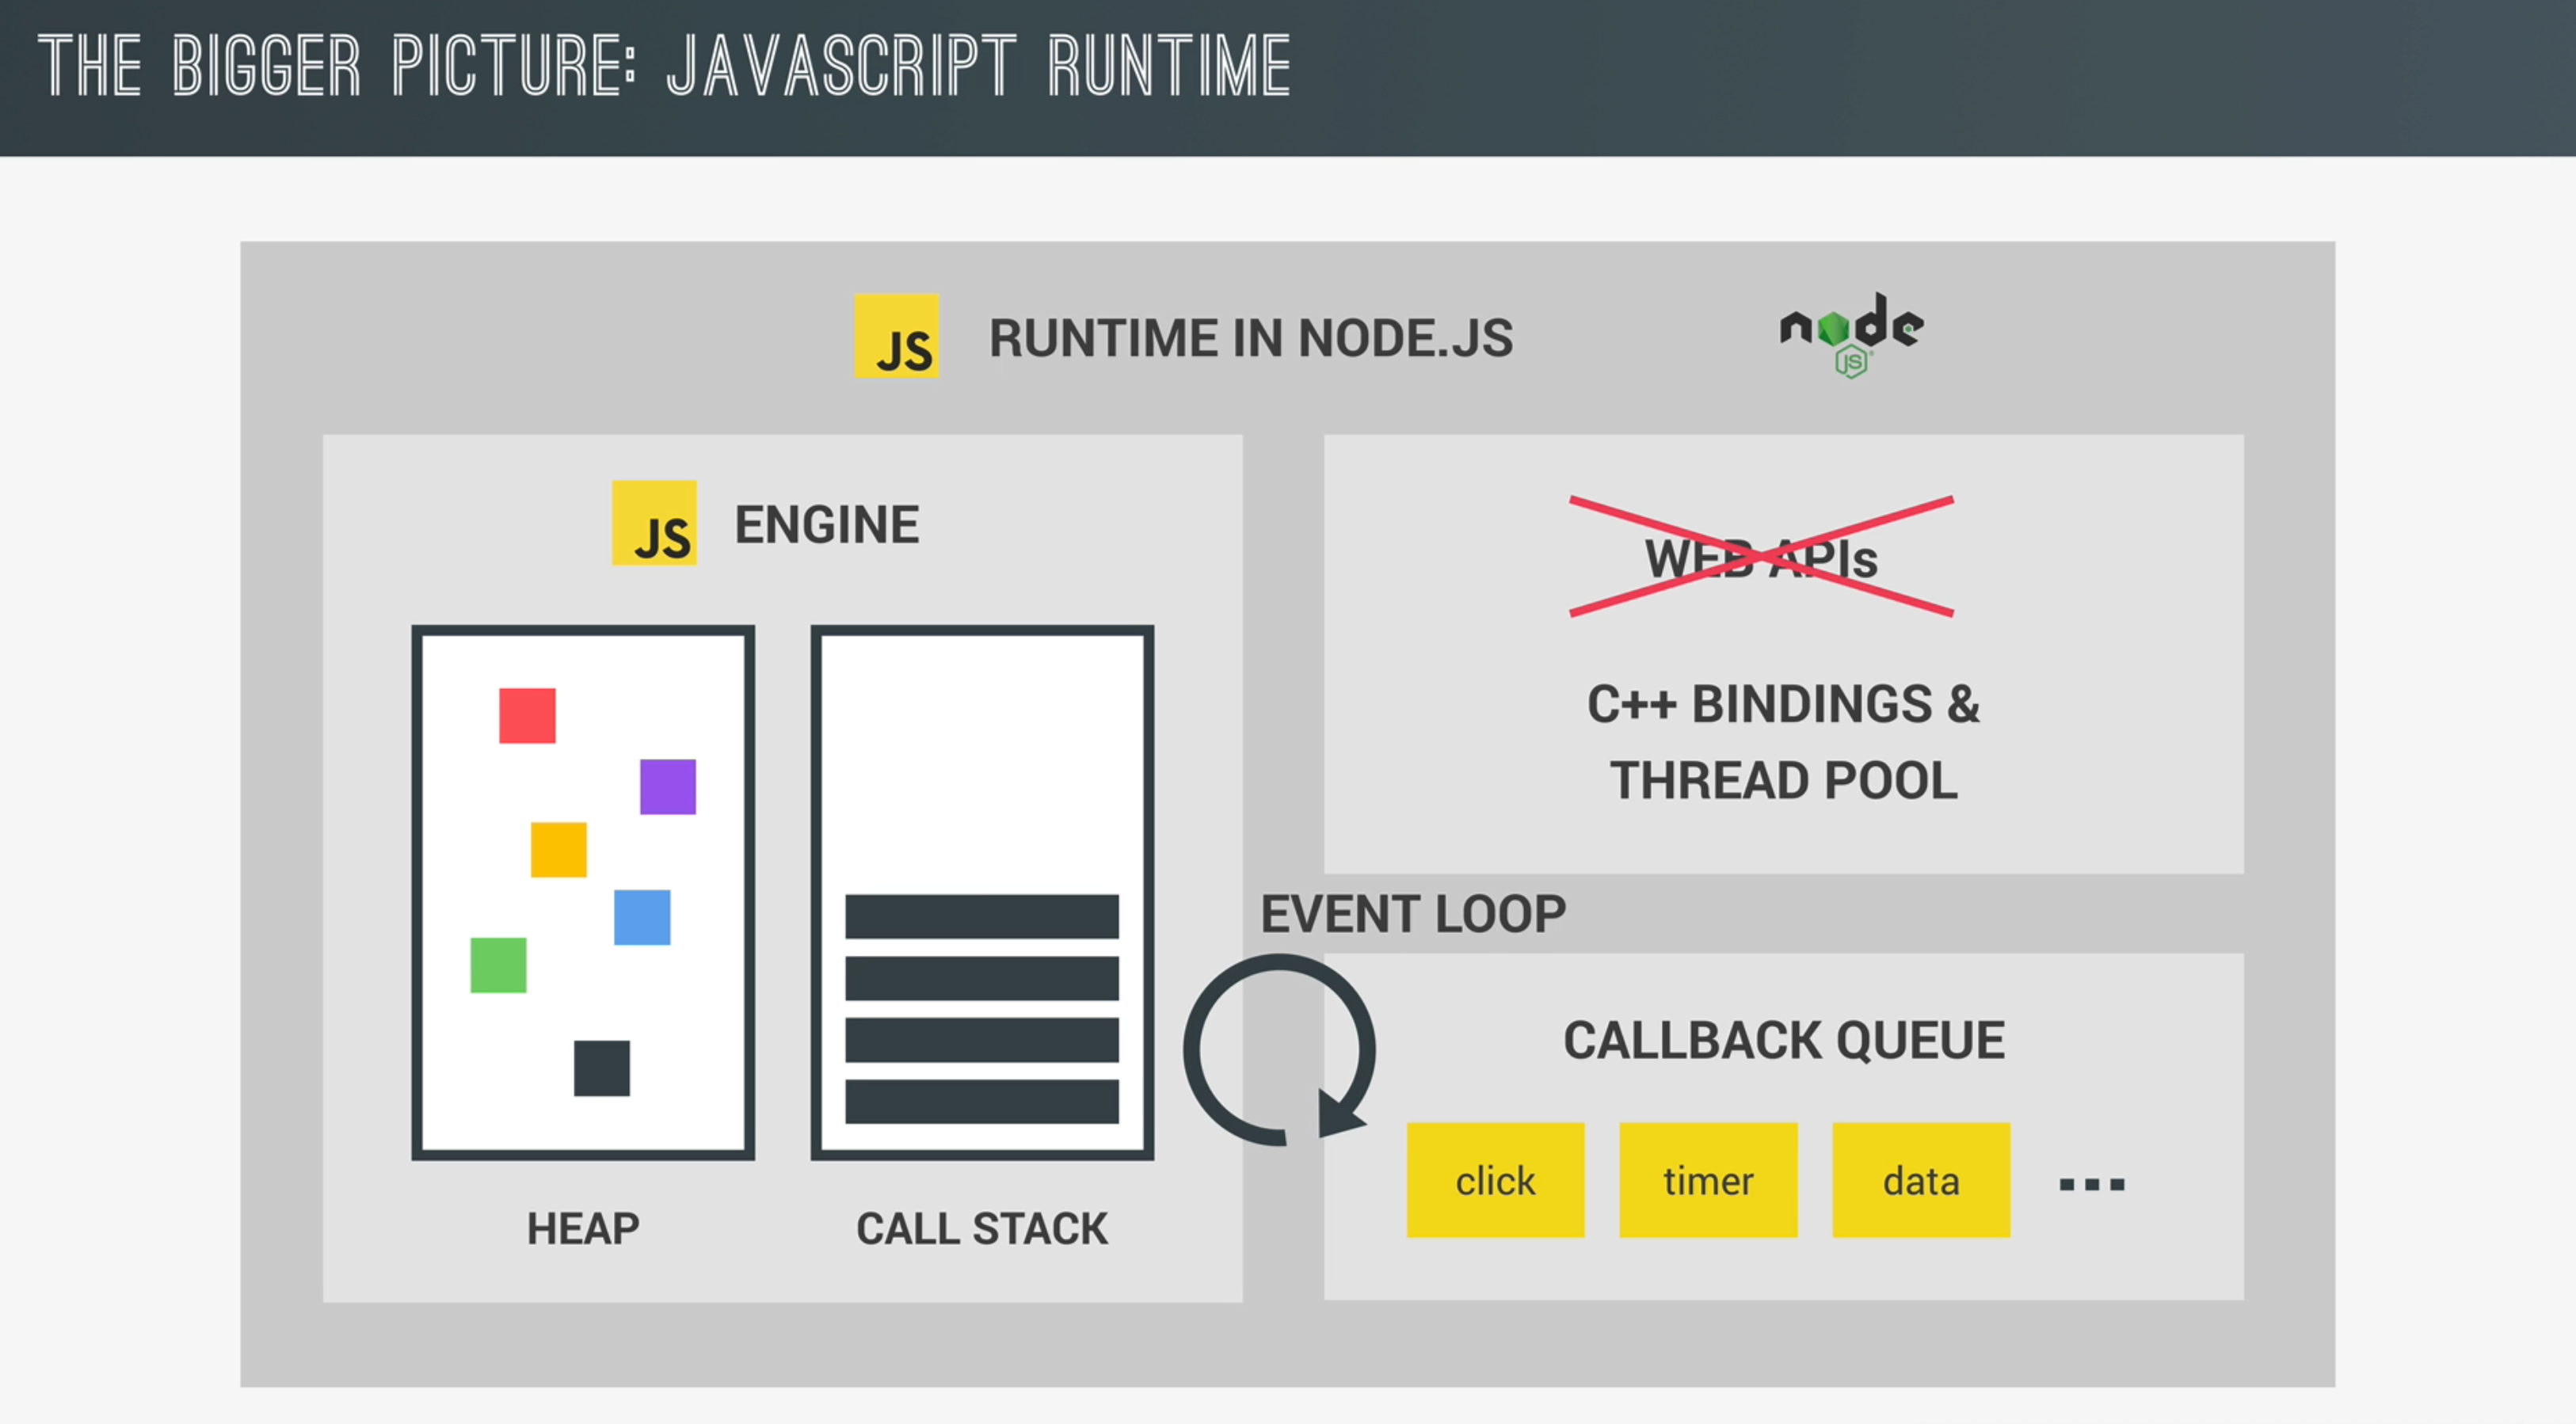 THE BIGGER PICTURE: JAVASCRIPT RUNTIME
JS RUNTIME IN NODE.JS
node
JS
JS ENGINE
WEB APIs
C++ BINDINGS &
THREAD POOL
EVENT LOOP
CALLBACK QUEUE
click timer data ...
HEAP CALL STACK